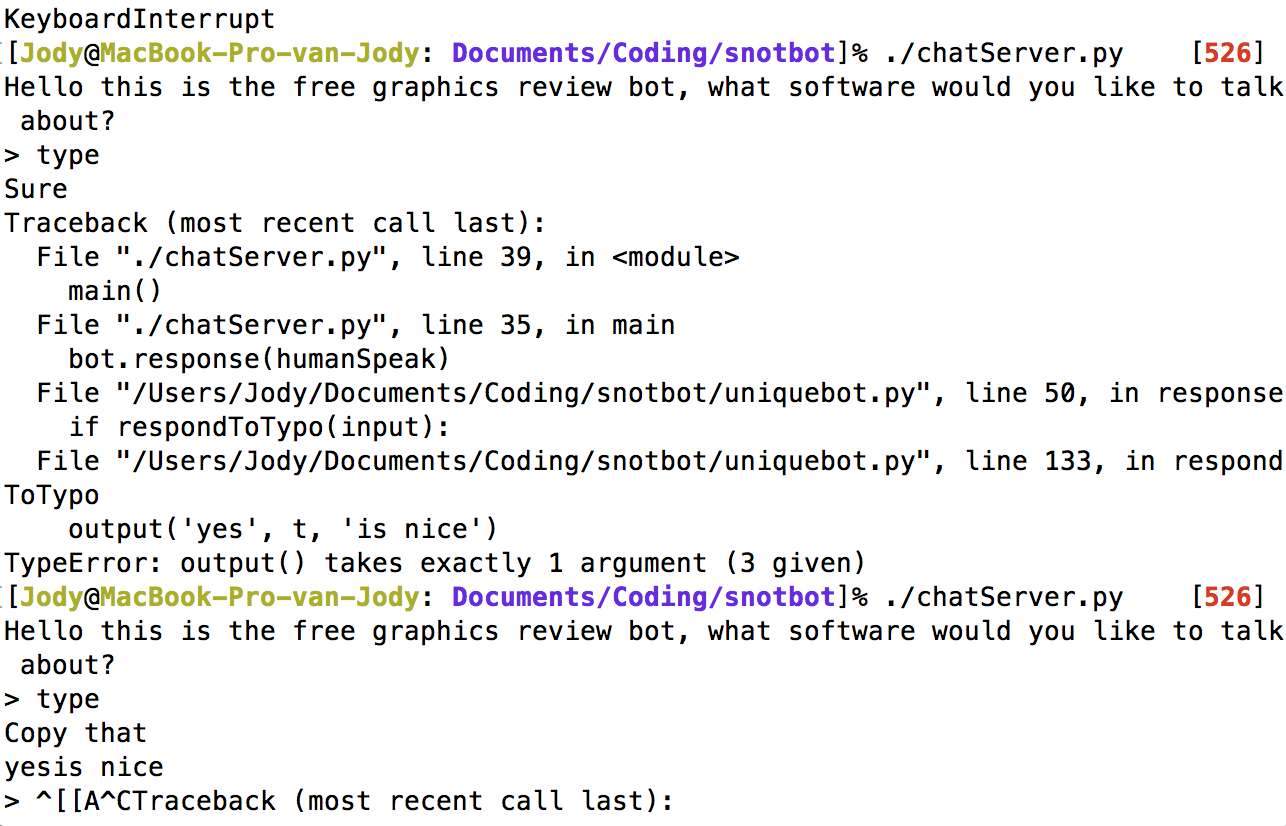 KeyboardInterrupt
[Jody@MacBook-Pro-van-Jody: Documents/Coding/snotbot]% ./chatServer.py    [526]
Hello this is the free graphics review bot, what software would you like to talk
 about?
> type
Sure
Traceback (most recent call last):
  File "./chatServer.py", line 39, in <module>
    main()
  File "./chatServer.py", line 35, in main
    bot.response(humanSpeak)
  File "/Users/Jody/Documents/Coding/snotbot/uniquebot.py", line 50, in response
    if respondToTypo(input):
  File "/Users/Jody/Documents/Coding/snotbot/uniquebot.py", line 133, in respond
ToTypo
    output('yes', t, 'is nice')
TypeError: output() takes exactly 1 argument (3 given)
[Jody@MacBook-Pro-van-Jody: Documents/Coding/snotbot]% ./chatServer.py    [526]
Hello this is the free graphics review bot, what software would you like to talk
 about?
> type
Copy that
yesis nice
> ^[[A^CTraceback (most recent call last):